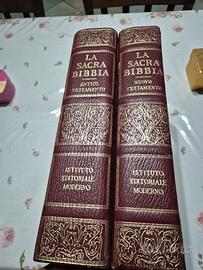 LA
SACRA
BIBBIA
ANTICO
TESTAMENTO
ISTITUTO
EDITORIALE
MODERNO
LA
SACRA
BIBBIA
NUOVO
TESTAMENTO
ISTITUTO
EDITORIALE
MODERNO